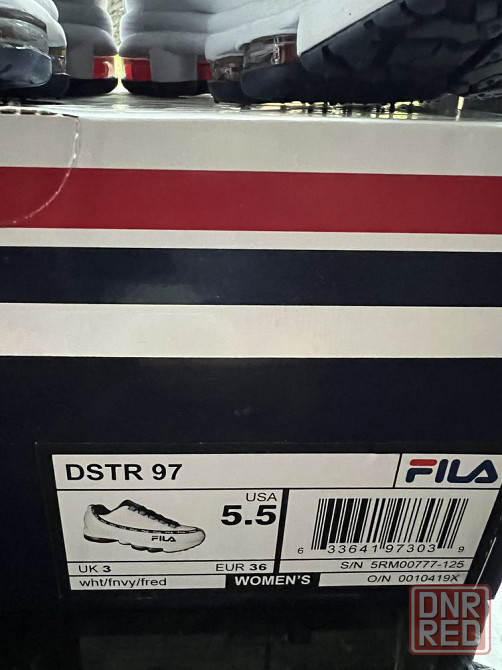 DSTR 97
FILA
USA
5.5
FILA
UK 3
EUR 36
wht/fnvy/fred
WOMEN'S
6 33641 97303 9
S/N 5RM00777-125
O/N 0010419X
DNR
RED